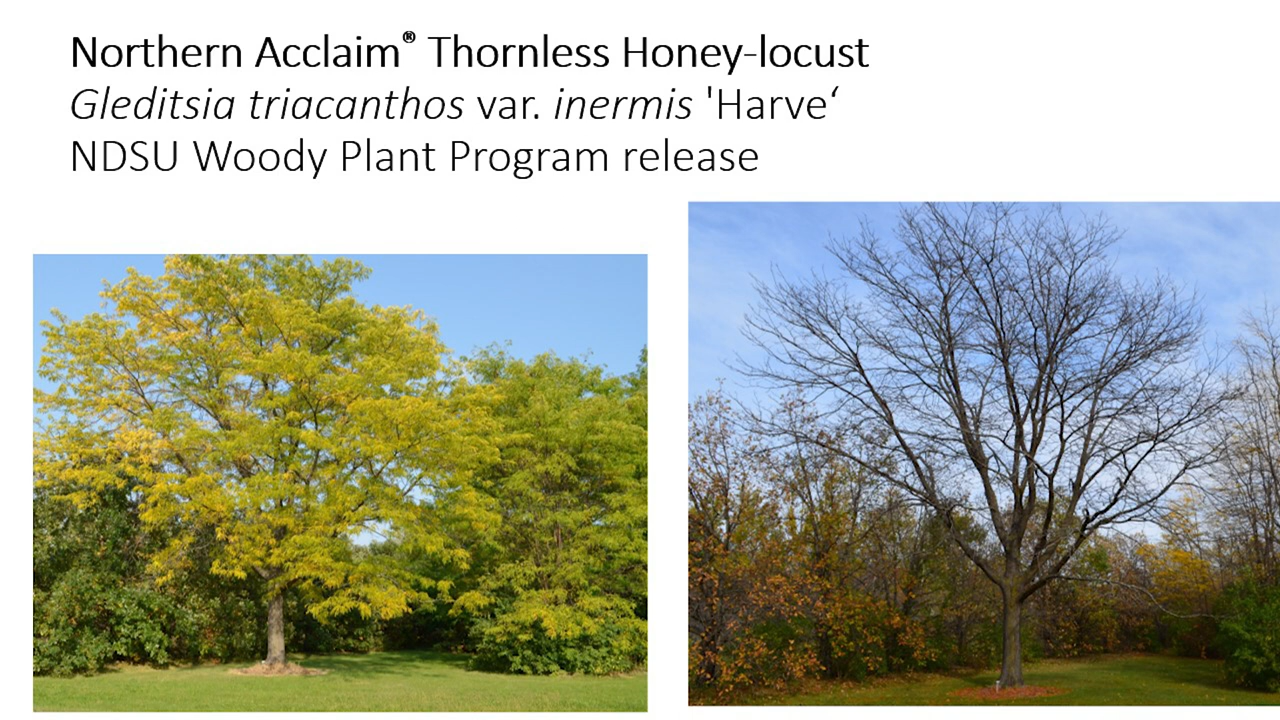 Northern Acclaim® Thornless Honey-locust
Gleditsia triacanthos var. inermis 'Harve‘
NDSU Woody Plant Program release